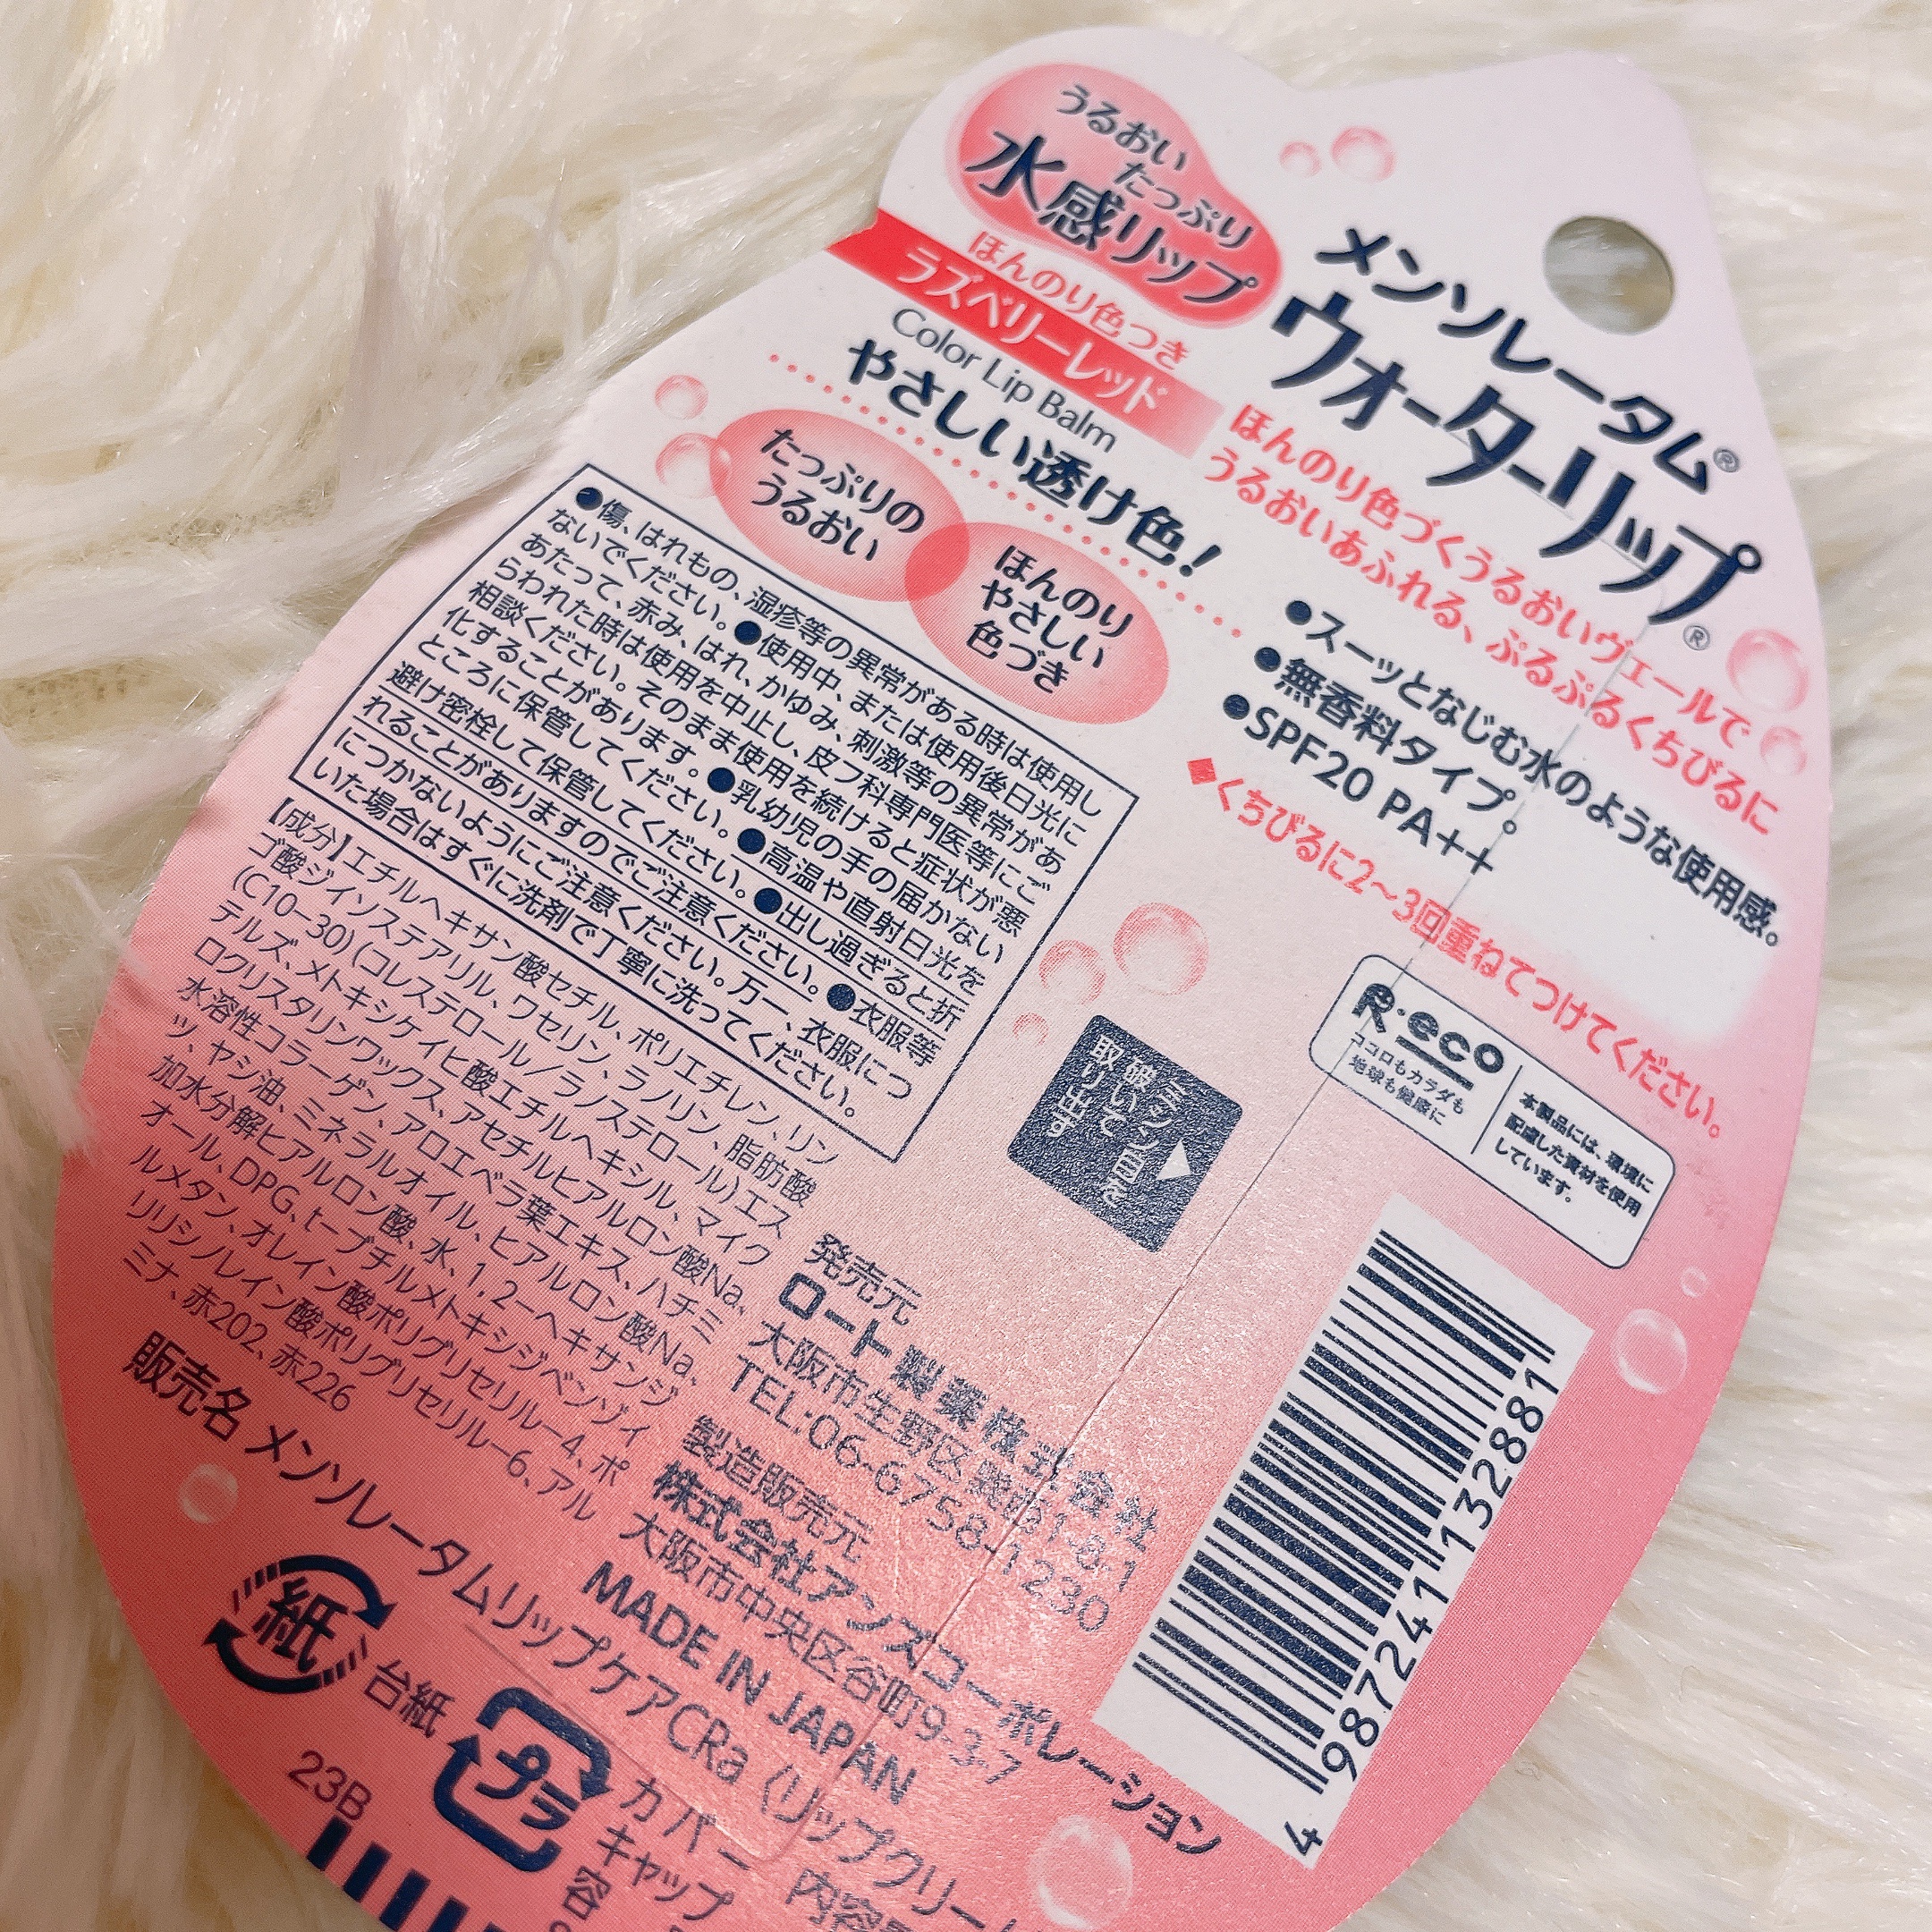 うるおい
たっぷり
水感リップ
メンソレータム®
ウォーターリップ®
ほんのり色つき
ラズベリーレッド
Color Lip Balm
やさしい透け色!
たっぷりの
うるおい
ほんのり
やさしい
色づき
ほんのり色づくうるおいヴェールで
うるおいあふれる、ぷるぷるくちびるに
●スーッとなじむ水のような使用感。
●無香料タイプ。
●SPF20 PA++
◆くちびるに2〜3回重ねてつけてください。
●傷、はれもの、湿疹等の異常がある時は使用し
ないでください。●使用中、または使用後日光に
あたって、赤み、はれ、かゆみ、刺激等の異常があ
らわれた時は使用を中止し、皮フ科専門医等にご
相談ください。そのまま使用を続けると症状が悪
化することがあります。●乳幼児の手の届かない
ところに保管してください。●高温や直射日光を
避け密栓して保管してください。●出し過ぎると折
れることがありますのでご注意ください。●衣服等
につかないようにご注意ください。万一、衣服につ
いた場合はすぐに洗剤で丁寧に洗ってください。
【成分】エチルヘキサン酸セチル、ポリエチレン、リン
ゴ酸ジイソステアリル、ワセリン、ラノリン、脂肪酸
(C10-30)(コレステロール/ラノステロール)エス
テルズ、メトキシケイヒ酸エチルヘキシル、マイク
ロクリスタリンワックス、アセチルヒアルロン酸Na、
水溶性コラーゲン、アロエベラ葉エキス、ハチミ
ツ、ヤシ油、ミネラルオイル、ヒアルロン酸Na、
加水分解ヒアルロン酸、水、1,2-ヘキサンジ
オール、DPG、t-ブチルメトキシジベンゾイ
ルメタン、オレイン酸ポリグリセリル-4、ポ
リリシノレイン酸ポリグリセリル-6、アル
ミナ、赤202、赤226
ミシン目を
破いて
取り出す
R・eco
ココロもカラダも
地球も健康に
本製品には、環境に
配慮した資材を使用
しています。
発売元
ロート製薬株式会社
大阪市生野区巽西1-8-1
TEL:06-6758-1230
製造販売元
株式会社アンズコーポレーション
大阪市中央区谷町9-3-7
MADE IN JAPAN
販売名 メンソレータムリップケアCRa (リップクリーム
紙
台紙
プラ
カバー
キャップ
容
内容
23B
4 987241 132881